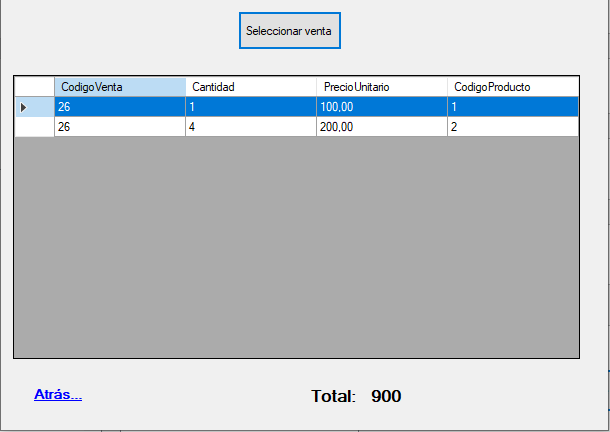 Seleccionar venta
CodigoVenta Cantidad PrecioUnitario CodigoProducto
26 1 100,00 1
26 4 200,00 2
Atrás... Total: 900